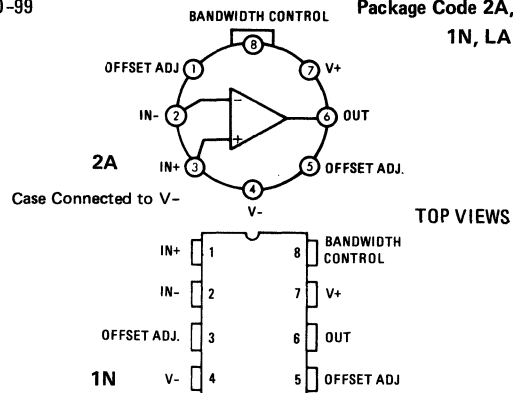 0-99
Package Code 2A,
1N, LA
BANDWIDTH CONTROL
8
OFFSET ADJ 1
7 V+
IN- 2
-
6 OUT
2A
IN+ 3
+
5 OFFSET ADJ.
4
Case Connected to V-
V-
TOP VIEWS
IN+ 1
8 BANDWIDTH
CONTROL
IN- 2
7 V+
OFFSET ADJ. 3
6 OUT
1N
V- 4
5 OFFSET ADJ